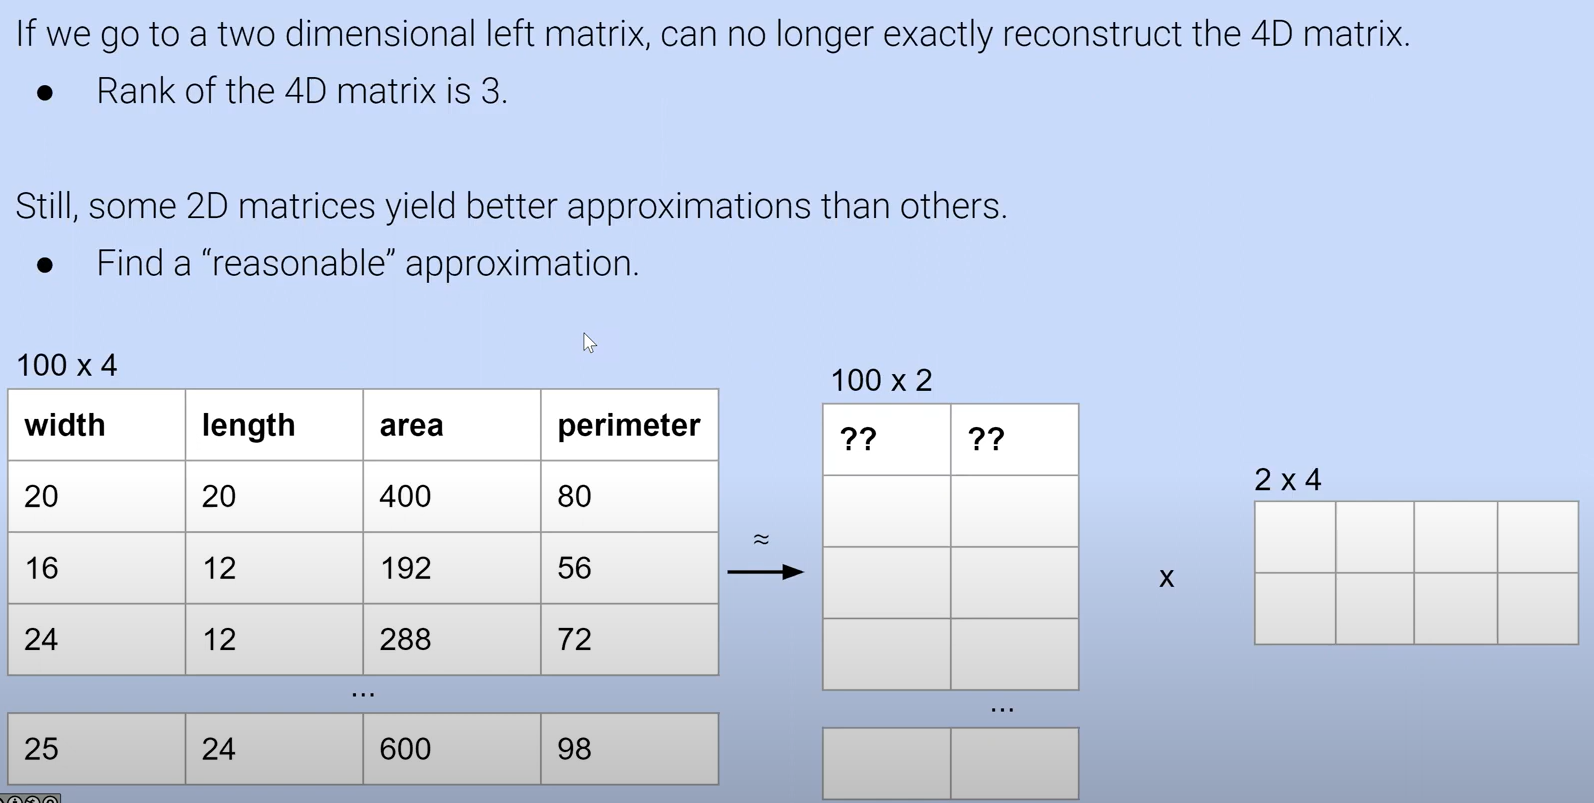 If we go to a two dimensional left matrix, can no longer exactly reconstruct the 4D matrix.
● Rank of the 4D matrix is 3.
Still, some 2D matrices yield better approximations than others.
● Find a “reasonable” approximation.
100 x 4
width length area perimeter
20 20 400 80
16 12 192 56
24 12 288 72
...
25 24 600 98
≈
100 x 2
?? ??
...
x
2 x 4